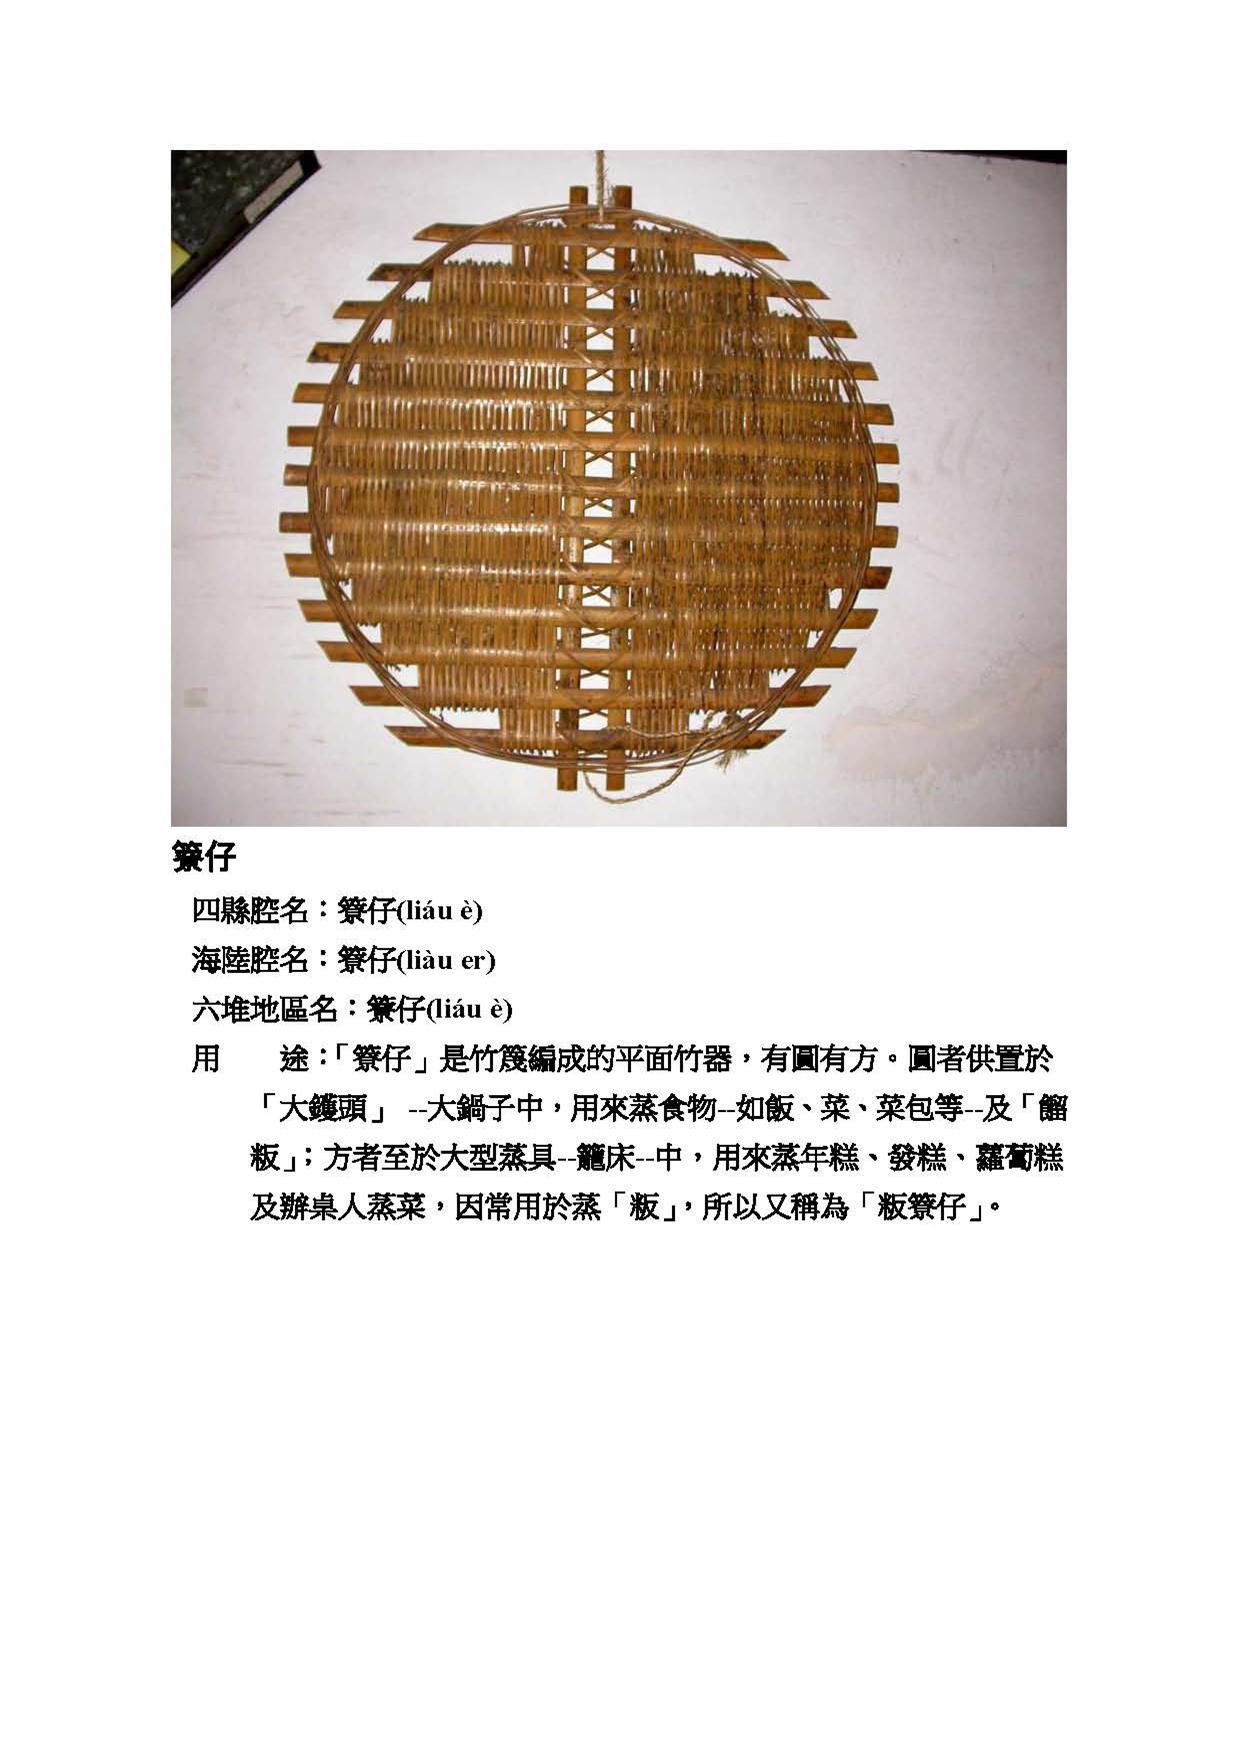 簝仔
四縣腔名：簝仔(liáu è)
海陸腔名：簝仔(liàu er)
六堆地區名：簝仔(liáu è)
用　　途：「簝仔」是竹篾編成的平面竹器，有圓有方。圓者供置於
「大鑊頭」 --大鍋子中，用來蒸食物--如飯、菜、菜包等--及「餾
粄」；方者至於大型蒸具--籠床--中，用來蒸年糕、發糕、蘿蔔糕
及辦桌人蒸菜，因常用於蒸「粄」，所以又稱為「粄簝仔」。